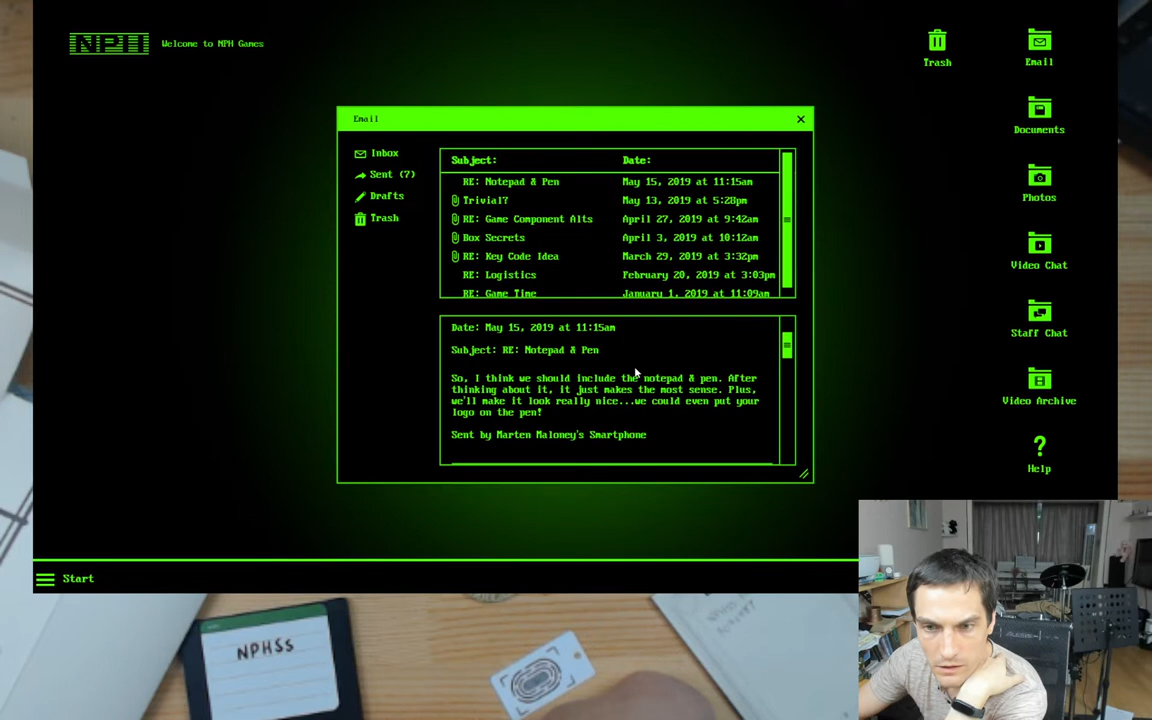 NPH Welcome to NPH Games
Trash
Email
Documents
Photos
Video Chat
Staff Chat
Video Archive
?
Help
Email
Inbox
Sent (7)
Drafts
Trash
Subject: Date:
RE: Notepad & Pen May 15, 2019 at 11:15am
Trivial7 May 13, 2019 at 5:28pm
RE: Game Component Alts April 27, 2019 at 9:42am
Box Secrets April 3, 2019 at 10:12am
RE: Key Code Idea March 29, 2019 at 3:32pm
RE: Logistics February 20, 2019 at 3:03pm
RE: Game Time January 1, 2019 at 11:09am
Date: May 15, 2019 at 11:15am
Subject: RE: Notepad & Pen
So, I think we should include the notepad & pen. After
thinking about it, it just makes the most sense. Plus,
we'll make it look really nice...we could even put your
logo on the pen!
Sent by Marten Maloney's Smartphone
Start
NPHSS